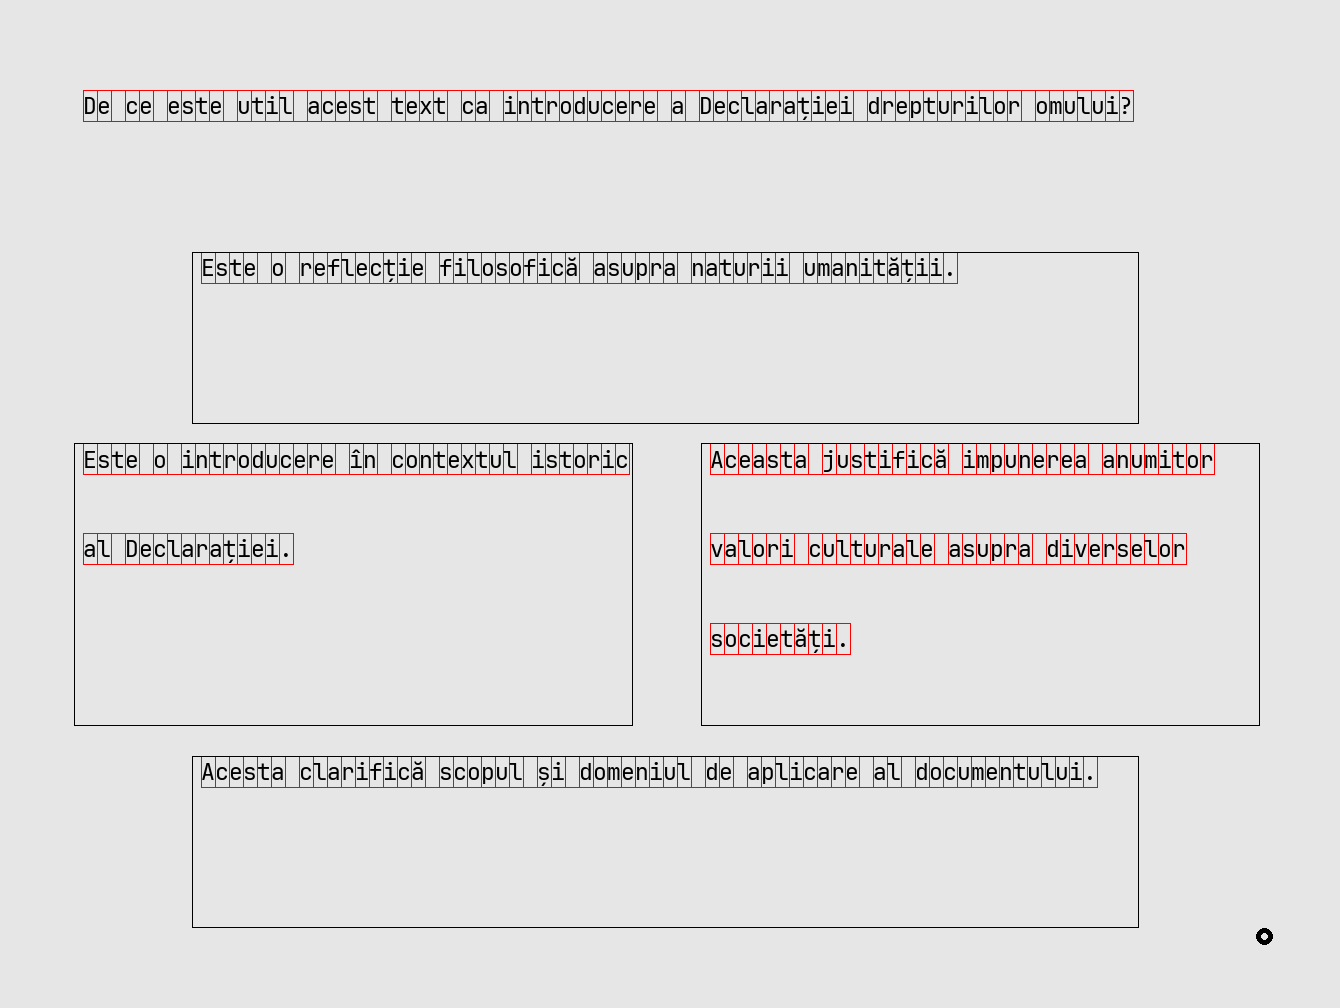 De ce este util acest text ca introducere a Declarației drepturilor omului?
Este o reflecție filosofică asupra naturii umanității.
Este o introducere în contextul istoric
al Declarației.
Aceasta justifică impunerea anumitor
valori culturale asupra diverselor
societăți.
Acesta clarifică scopul și domeniul de aplicare al documentului.